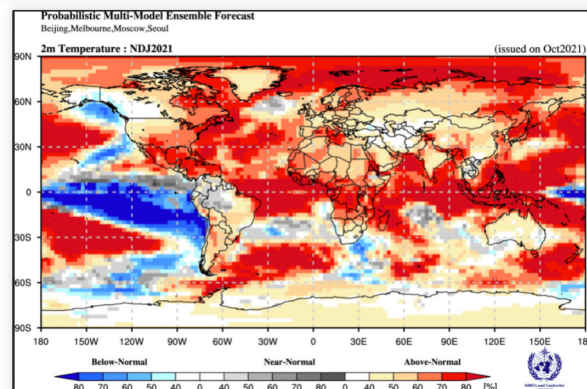 Probabilistic Multi-Model Ensemble Forecast
Beijing,Melbourne,Moscow,Seoul
2m Temperature : NDJ2021 (issued on Oct2021)
90N
60N
30N
0
30S
60S
90S
180 150W 120W 90W 60W 30W 0 30E 60E 90E 120E 150E 18
Below-Normal Near-Normal Above-Normal
80 70 60 50 40 0 40 50 60 70 80 0 40 50 60 70 80 [%]